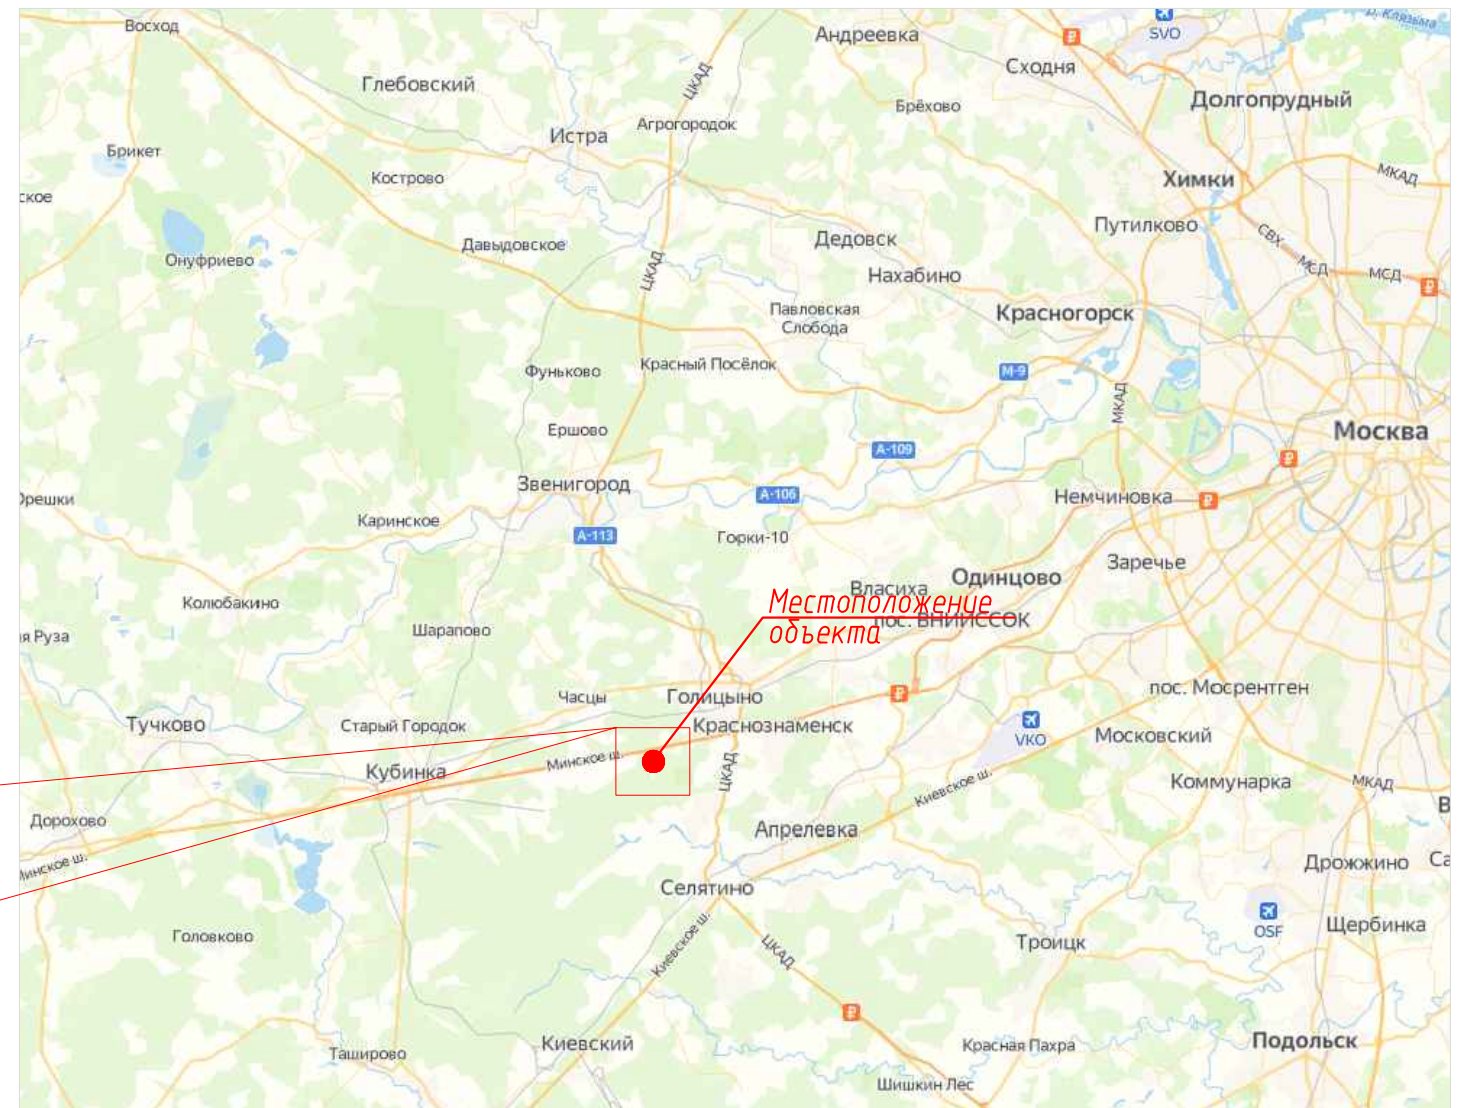 Восход
Андреевка
SVO
р. Клязьма
Сходня
Глебовский
ЦКАД
Долгопрудный
Брёхово
Агрогородок
Истра
Брикет
МКАД
Кострово
Химки
ское
Путилково
СВХ
Давыдовское
Дедовск
Онуфриево
ЦКАД
МСД
МСД
Нахабино
Павловская
Слобода
Красногорск
Фуньково
Красный Посёлок
М-9
МКАД
Ершово
Москва
А-109
Звенигород
А-106
Немчиновка
Орешки
Каринское
А-113
Горки-10
Заречье
Одинцово
Власиха
Местоположение
объекта
Колюбакино
пос. ВНИИССОК
Шарапово
я Руза
Часцы
Голицыно
пос. Мосрентген
Тучково
Старый Городок
Краснознаменск
VKO
Московский
Минское ш.
Кубинка
ЦКАД
Киевское ш.
Коммунарка
МКАД
В
Дорохово
Апрелевка
Минское ш.
Дрожжино
Са
Селятино
OSF
Щербинка
Головково
Киевское ш.
ЦКАД
Троицк
Киевский
Красная Пахра
Подольск
Таширово
Шишкин Лес